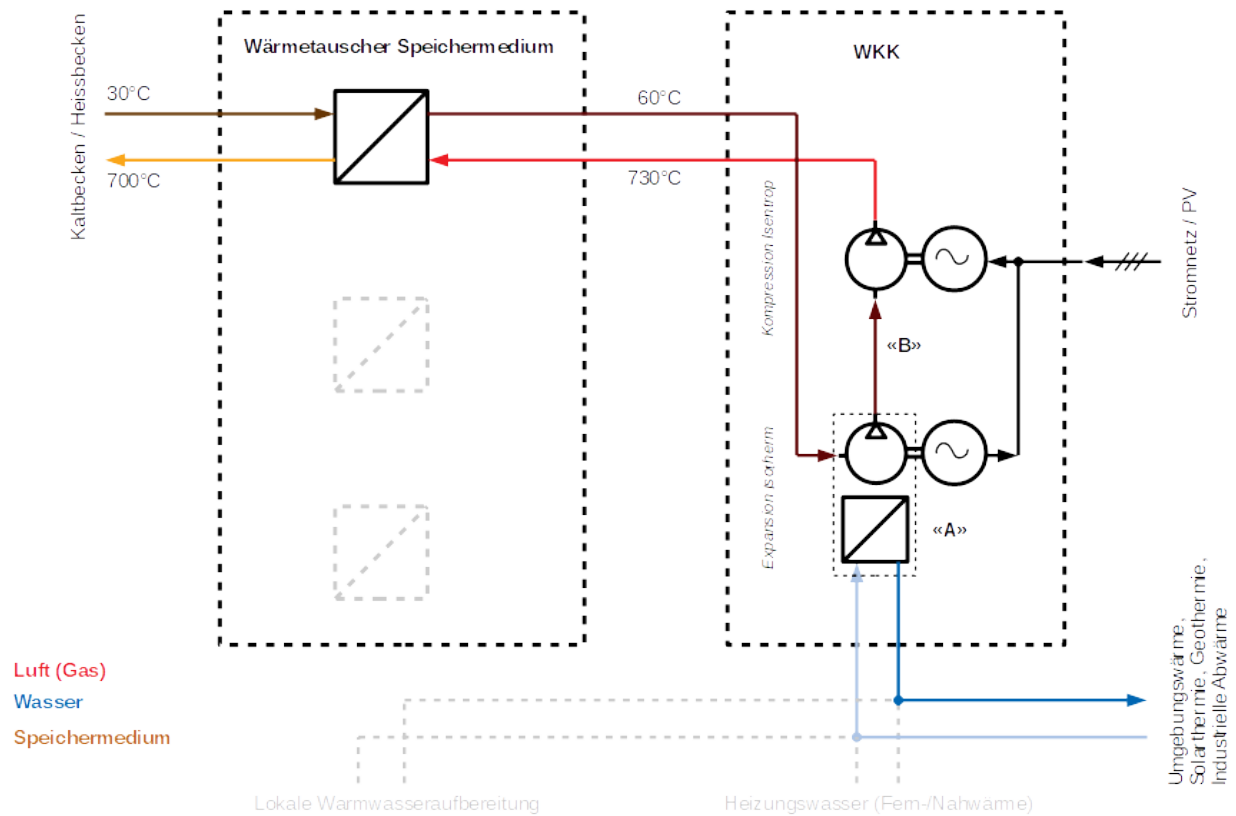 Wärmetauscher Speichermedium
WKK
Kaltbecken / Heissbecken
30°C
60°C
700°C
730°C
Kompression Isentrop
Stromnetz / PV
«B»
Expansion isotherm
«A»
Umgebungswärme,
Solarthermie, Geothermie,
Industrielle Abwärme
Luft (Gas)
Wasser
Speichermedium
Lokale Warmwasseraufbereitung
Heizungswasser (Fern-/Nahwärme)